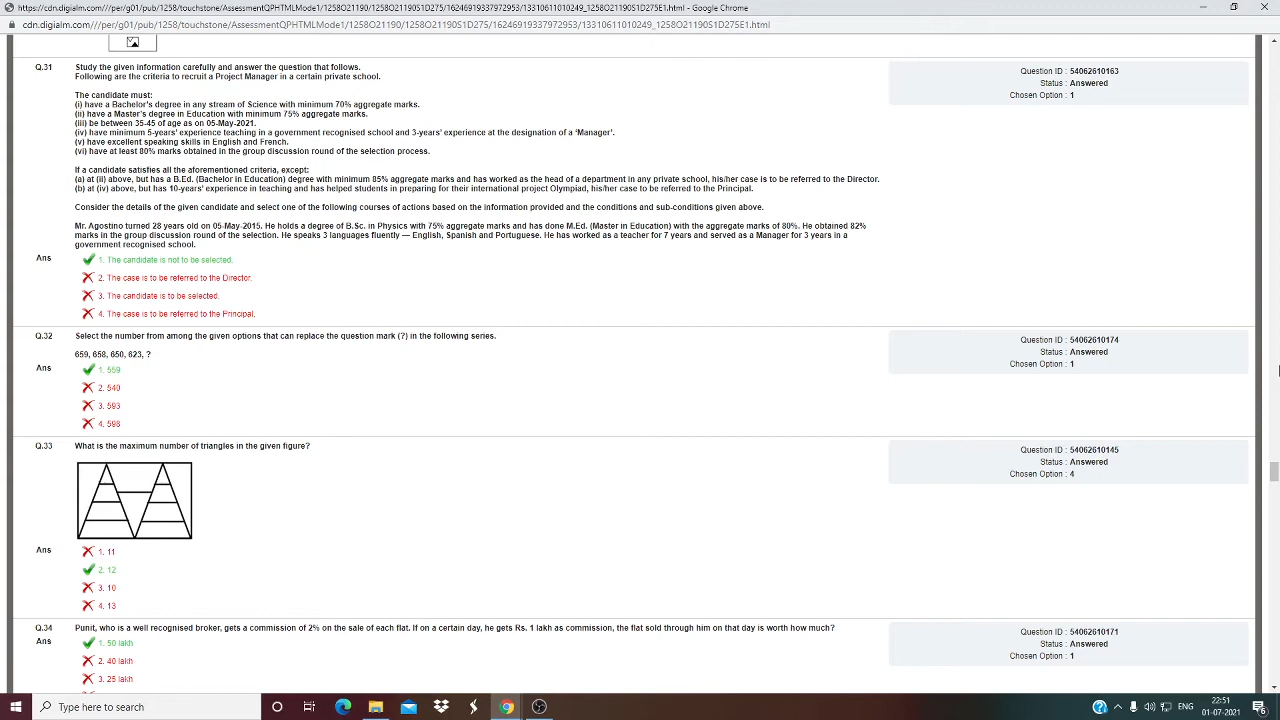 https://cdn.digialm.com////per/g01/pub/1258/touchstone/AssessmentQPHTMLMode1/1258O21190/1258O21190S1D275/16246919337972953/13310611010249_1258O21190S1D275E1.html - Google Chrome
cdn.digialm.com////per/g01/pub/1258/touchstone/AssessmentQPHTMLMode1/1258O21190/1258O21190S1D275/16246919337972953/13310611010249_1258O21190S1D275E1.html
Q.31 Study the given information carefully and answer the question that follows.
Following are the criteria to recruit a Project Manager in a certain private school.
The candidate must:
(i) have a Bachelor's degree in any stream of Science with minimum 70% aggregate marks.
(ii) have a Master's degree in Education with minimum 75% aggregate marks.
(iii) be between 35-45 of age as on 05-May-2021.
(iv) have minimum 5-years' experience teaching in a government recognised school and 3-years' experience at the designation of a 'Manager'.
(v) have excellent speaking skills in English and French.
(vi) have at least 80% marks obtained in the group discussion round of the selection process.
If a candidate satisfies all the aforementioned criteria, except:
(a) at (ii) above, but has a B.Ed. (Bachelor in Education) degree with minimum 85% aggregate marks and has worked as the head of a department in any private school, his/her case is to be referred to the Director.
(b) at (iv) above, but has 10-years' experience in teaching and has helped students in preparing for their international project Olympiad, his/her case to be referred to the Principal.
Consider the details of the given candidate and select one of the following courses of actions based on the information provided and the conditions and sub-conditions given above.
Mr. Agostino turned 28 years old on 05-May-2015. He holds a degree of B.Sc. in Physics with 75% aggregate marks and has done M.Ed. (Master in Education) with the aggregate marks of 80%. He obtained 82%
marks in the group discussion round of the selection. He speaks 3 languages fluently — English, Spanish and Portuguese. He has worked as a teacher for 7 years and served as a Manager for 3 years in a
government recognised school.
Ans 1. The candidate is not to be selected.
2. The case is to be referred to the Director.
3. The candidate is to be selected.
4. The case is to be referred to the Principal.
Question ID : 54062610163
Status : Answered
Chosen Option : 1
Q.32 Select the number from among the given options that can replace the question mark (?) in the following series.
659, 658, 650, 623, ?
Ans 1. 559
2. 540
3. 593
4. 598
Question ID : 54062610174
Status : Answered
Chosen Option : 1
Q.33 What is the maximum number of triangles in the given figure?
Ans 1. 11
2. 12
3. 10
4. 13
Question ID : 54062610145
Status : Answered
Chosen Option : 4
Q.34 Punit, who is a well recognised broker, gets a commission of 2% on the sale of each flat. If on a certain day, he gets Rs. 1 lakh as commission, the flat sold through him on that day is worth how much?
Ans 1. 50 lakh
2. 40 lakh
3. 25 lakh
Question ID : 54062610171
Status : Answered
Chosen Option : 1
Type here to search
ENG
22:51
01-07-2021